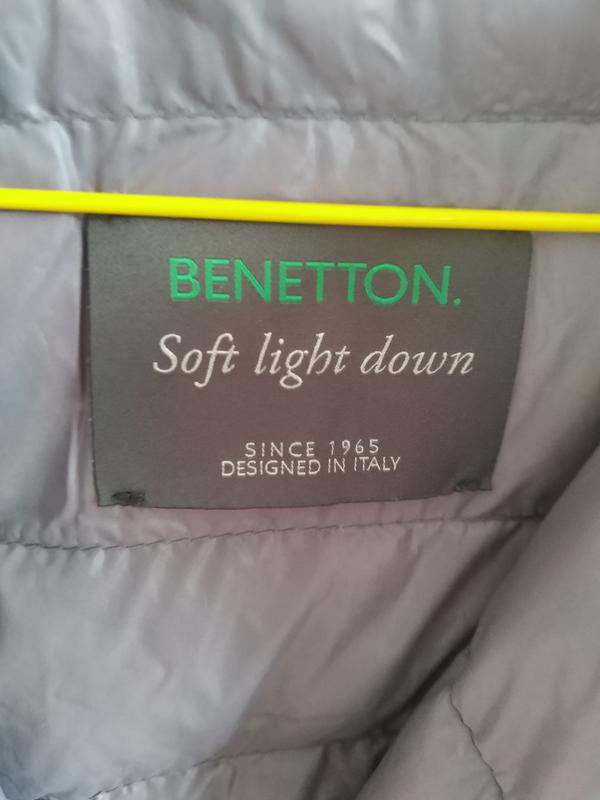 BENETTON.
Soft light down
SINCE 1965
DESIGNED IN ITALY